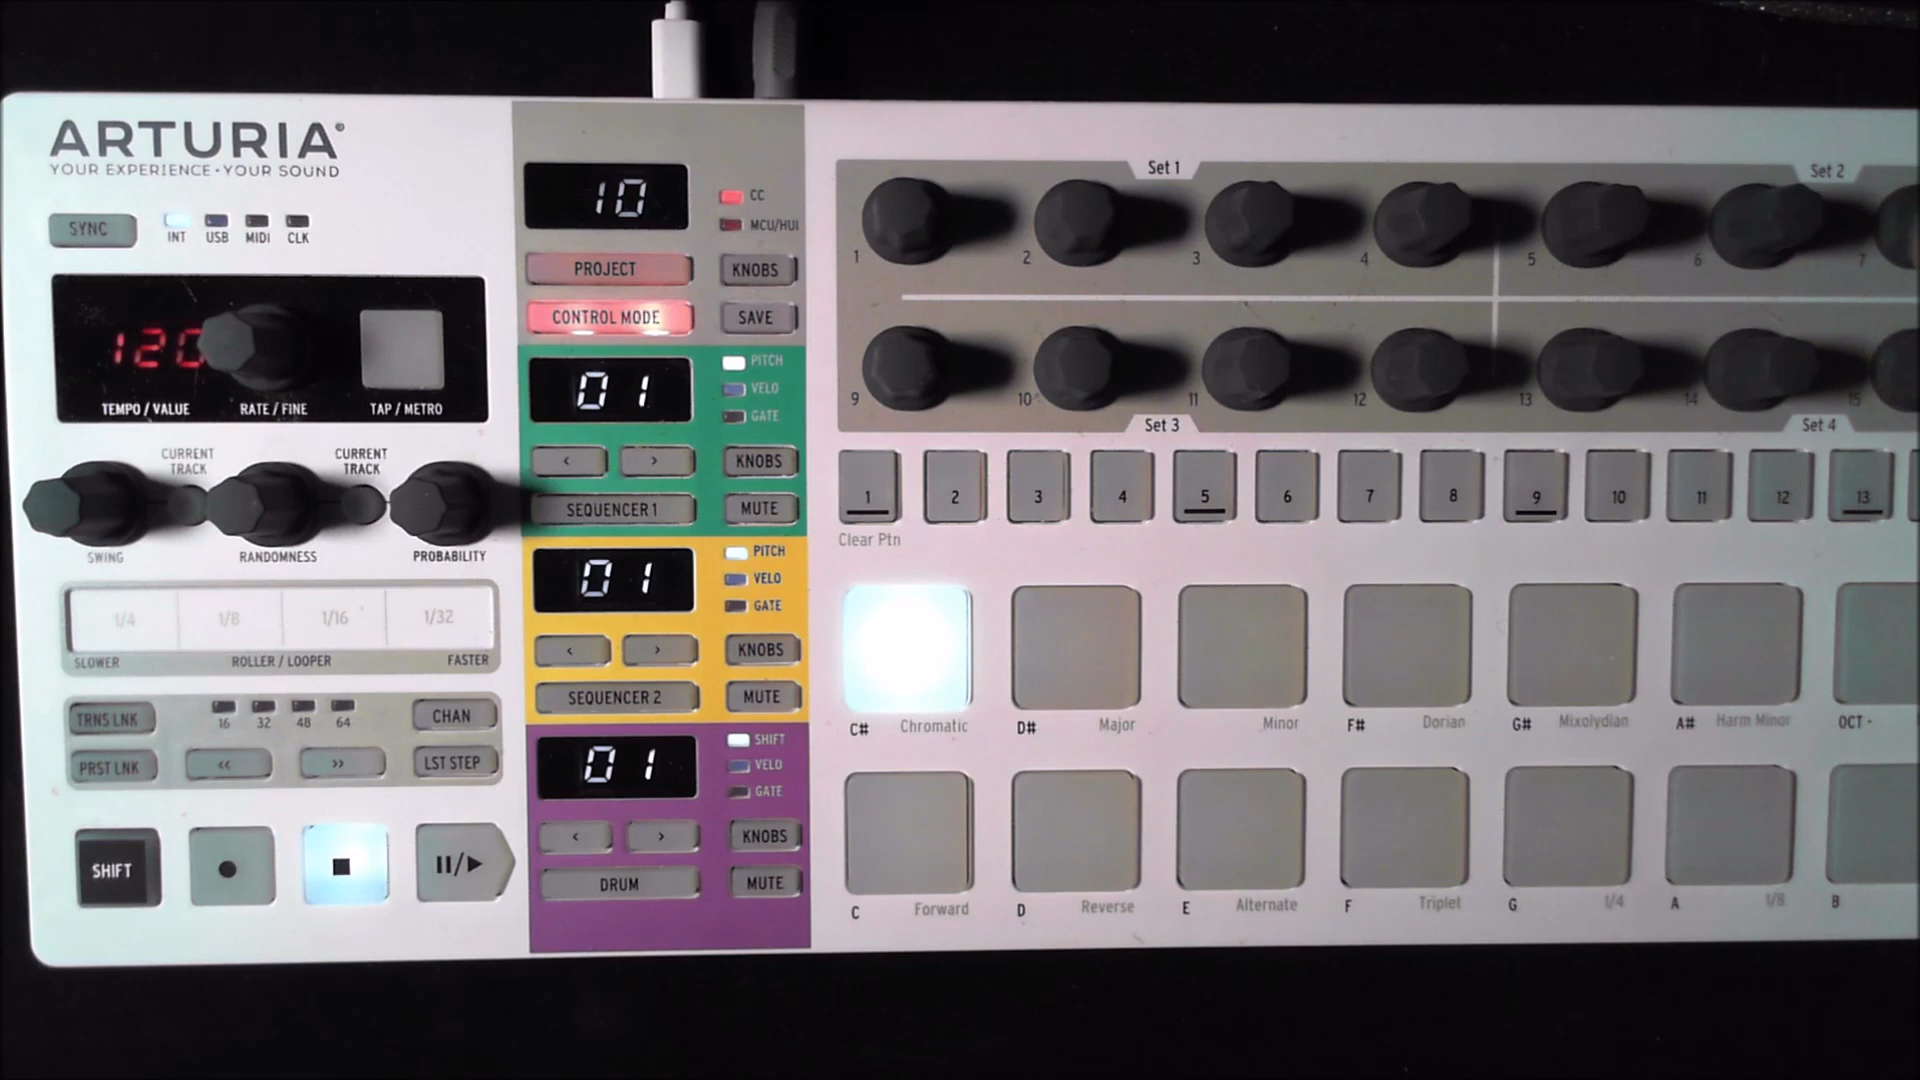 ARTURIA®
YOUR EXPERIENCE • YOUR SOUND
SYNC
INT USB MIDI CLK
120
TEMPO / VALUE RATE / FINE TAP / METRO
CURRENT TRACK
CURRENT TRACK
SWING RANDOMNESS PROBABILITY
1/4 1/8 1/16 1/32
SLOWER ROLLER / LOOPER FASTER
TRNS LNK 16 32 48 64 CHAN
PRST LNK << >> LST STEP
SHIFT
10
CC
MCU/HUI
PROJECT KNOBS
CONTROL MODE SAVE
01
PITCH
VELO
GATE
< > KNOBS
SEQUENCER 1 MUTE
01
PITCH
VELO
GATE
< > KNOBS
SEQUENCER 2 MUTE
01
SHIFT
VELO
GATE
< > KNOBS
DRUM MUTE
Set 1 Set 2
1 2 3 4 5 6 7
9 10 11 12 13 14 15
Set 3 Set 4
1 2 3 4 5 6 7 8 9 10 11 12 13
Clear Ptn
C# Chromatic D# Major Minor F# Dorian G# Mixolydian A# Harm Minor OCT -
C Forward D Reverse E Alternate F Triplet G 1/4 A 1/8 B